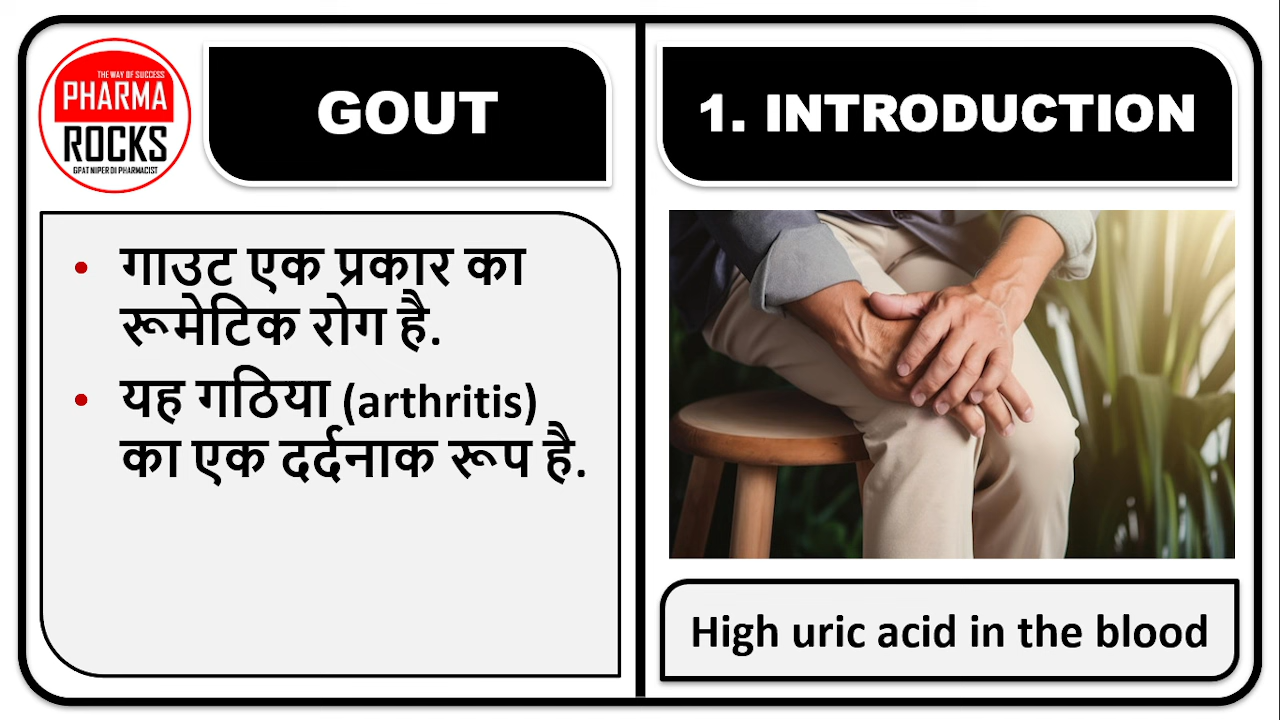 THE WAY OF SUCCESS
PHARMA
ROCKS
GPAT NIPER DI PHARMACIST
GOUT
• गाउट एक प्रकार का
रूमेटिक रोग है.
• यह गठिया (arthritis)
का एक दर्दनाक रूप है.
1. INTRODUCTION
High uric acid in the blood